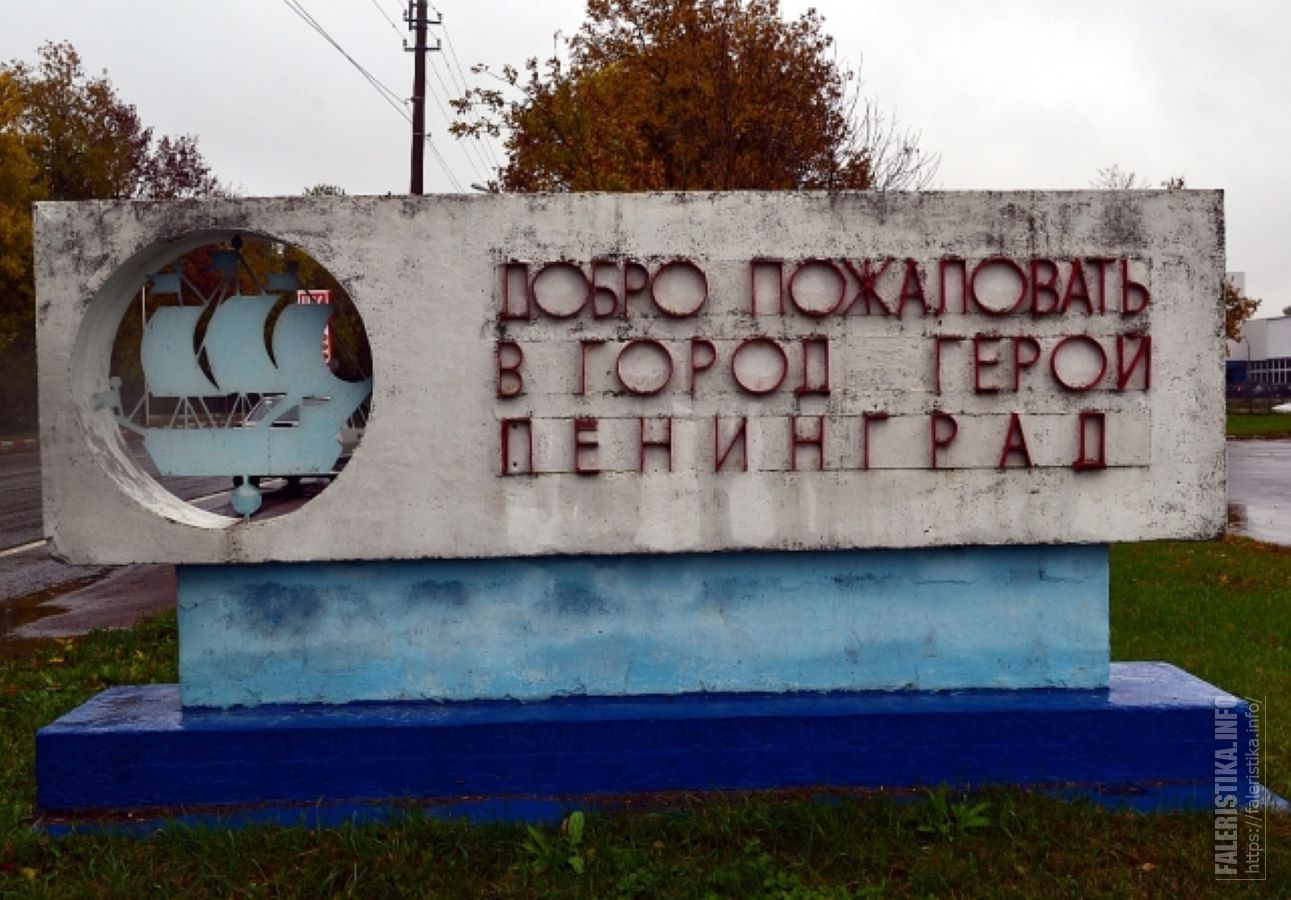 ДОБРО ПОЖАЛОВАТЬ
В ГОРОД ГЕРОЙ
ЛЕНИНГРАД
FALERISTIKA.INFO
https://faleristika.info/